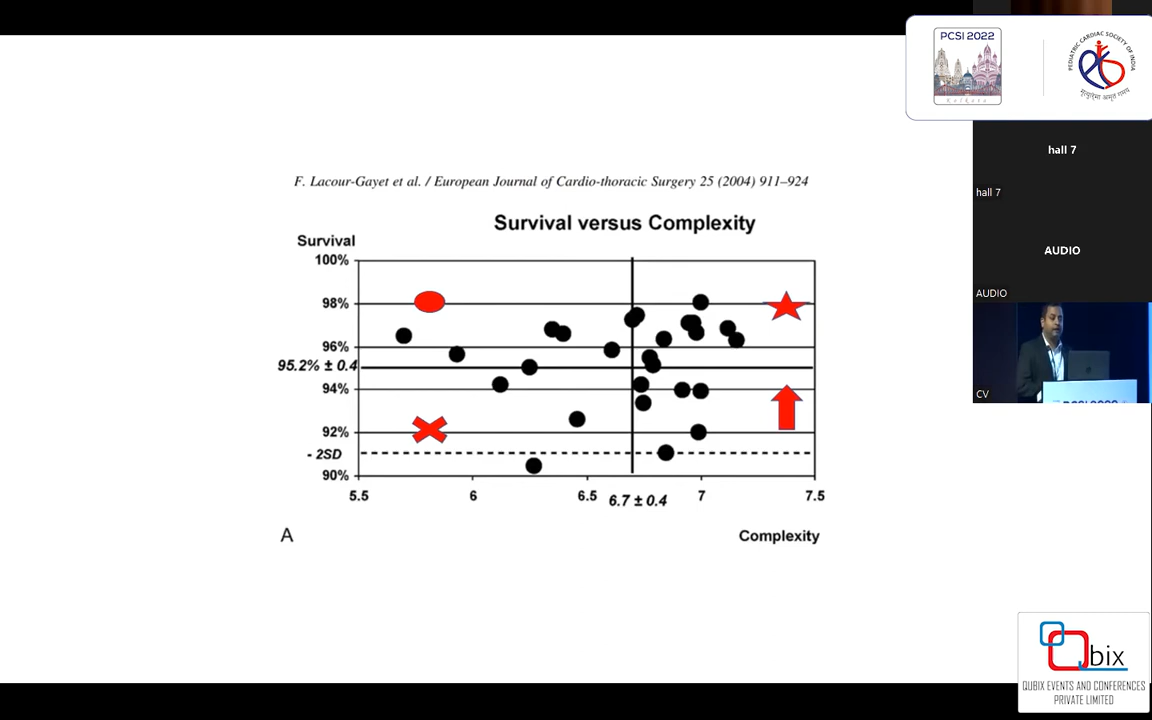 PCSI 2022
Kolkata
PEDIATRIC CARDIAC SOCIETY OF INDIA
hall 7
hall 7
AUDIO
AUDIO
CV
F. Lacour-Gayet et al. / European Journal of Cardio-thoracic Surgery 25 (2004) 911–924
Survival versus Complexity
Survival
100%
98%
96%
95.2% ± 0.4
94%
92%
- 2SD
90%
5.5
6
6.5
6.7 ± 0.4
7
7.5
A
Complexity
Qbix
QUBIX EVENTS AND CONFERENCES
PRIVATE LIMITED